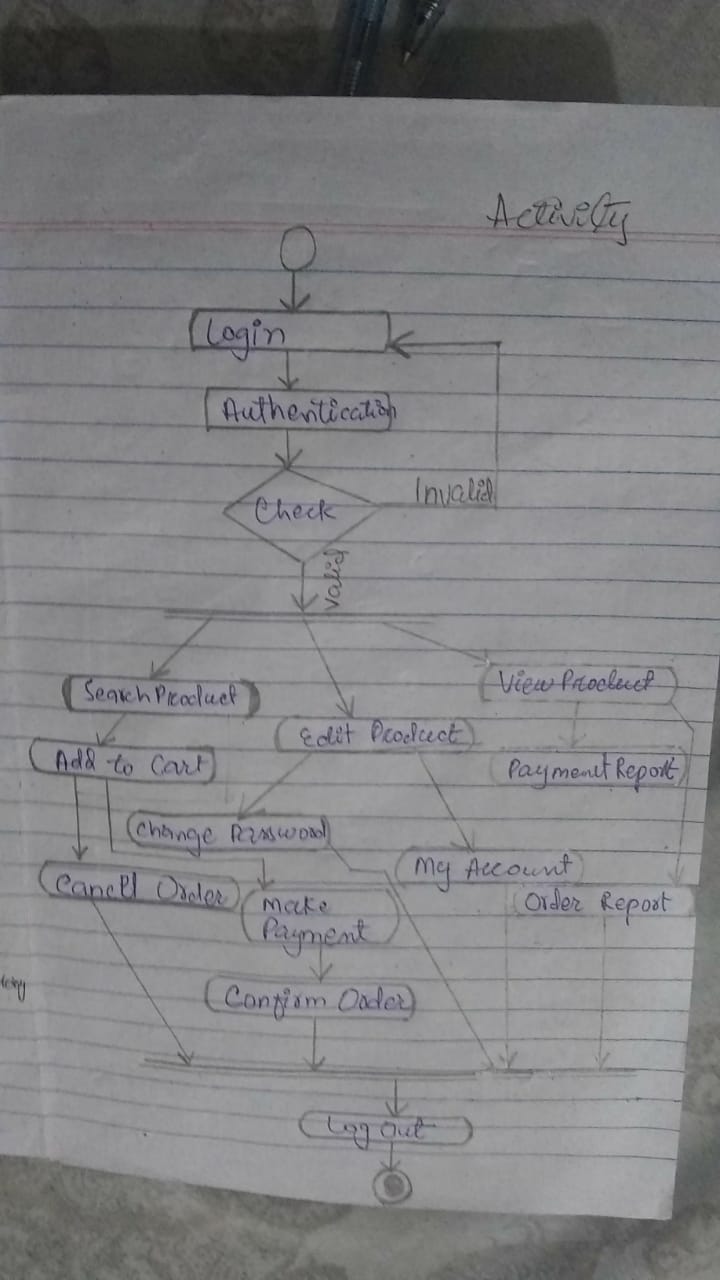 Activity
Login
Authentication
Check
Invalid
Valid
Search Product
View Product
Edit Product
Add to Cart
Payment Report
Change Password
My Account
Cancell Order
Order Report
Make
Payment
Confirm Order
Log Out